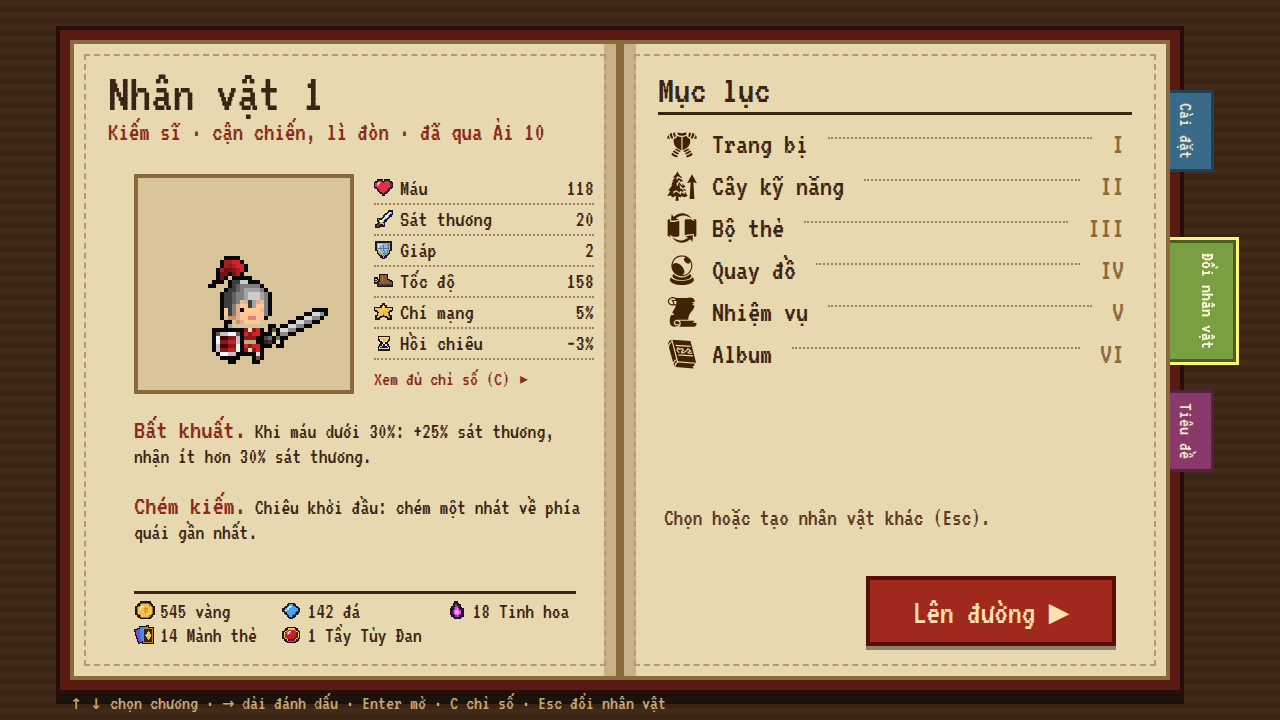 Nhân vật 1
Kiếm sĩ · cận chiến, lì đòn · đã qua Ải 10
Máu 118
Sát thương 20
Giáp 2
Tốc độ 158
Chí mạng 5%
Hồi chiêu -3%
Xem đủ chỉ số (C) ►
Bất khuất. Khi máu dưới 30%: +25% sát thương,
nhận ít hơn 30% sát thương.
Chém kiếm. Chiêu khởi đầu: chém một nhát về phía
quái gần nhất.
545 vàng 142 đá 18 Tinh hoa
14 Mảnh thẻ 1 Tẩy Tủy Đan
Mục lục
Trang bị I
Cây kỹ năng II
Bộ thẻ III
Quay đồ IV
Nhiệm vụ V
Album VI
Chọn hoặc tạo nhân vật khác (Esc).
Lên đường ▶
Cài đặt
Đổi nhân vật
Tiêu đề
↑ ↓ chọn chương · → dải đánh dấu · Enter mở · C chỉ số · Esc đổi nhân vật